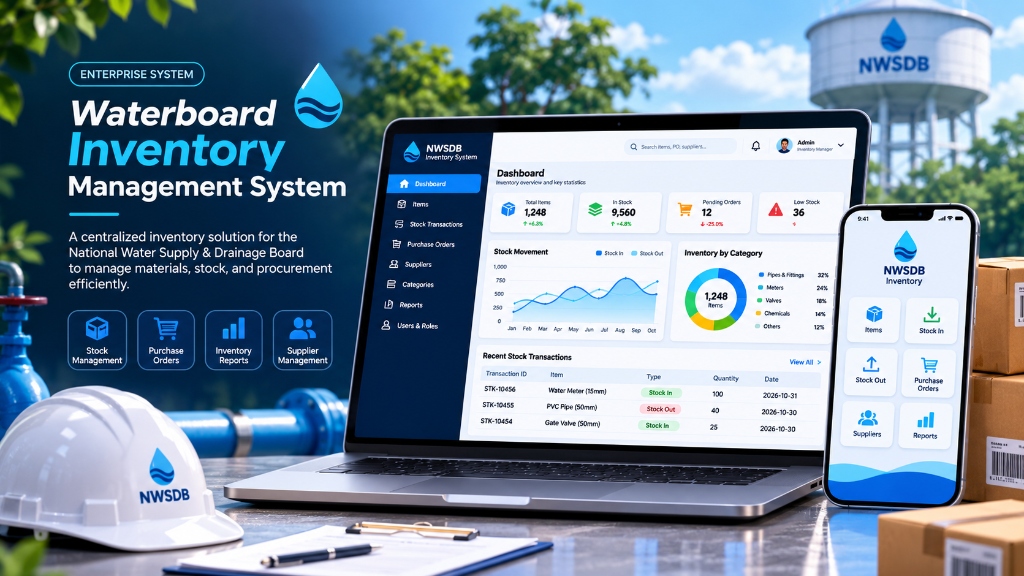 ENTERPRISE SYSTEM
Waterboard
Inventory
Management System
A centralized inventory solution for the
National Water Supply & Drainage Board
to manage materials, stock, and procurement
efficiently.
Stock
Management
Purchase
Orders
Inventory
Reports
Supplier
Management
NWSDB
NWSDB
NWSDB
Inventory System
Search items, PO, suppliers...
Admin
Inventory Manager
Dashboard
Items
Stock Transactions
Purchase Orders
Suppliers
Categories
Reports
Users & Roles
Dashboard
Inventory overview and key statistics
Total Items
1,248
+6.3%
In Stock
9,560
+4.8%
Pending Orders
12
-25.0%
Low Stock
36
Stock Movement
Stock In
Stock Out
1,000
750
500
250
0
Jan Feb Mar Apr May Jun Jul Aug Sep Oct
Inventory by Category
1,248
Items
Pipes & Fittings 32%
Meters 24%
Valves 18%
Chemicals 14%
Others 12%
Recent Stock Transactions
View All >
Transaction ID Item Type Quantity Date
STK-10456 Water Meter (15mm) Stock In 100 2026-10-31
STK-10455 PVC Pipe (50mm) Stock Out 40 2026-10-30
STK-10454 Gate Valve (50mm) Stock In 25 2026-10-30
9:41
NWSDB
Inventory
Items
Stock In
Stock Out
Purchase
Orders
Suppliers
Reports